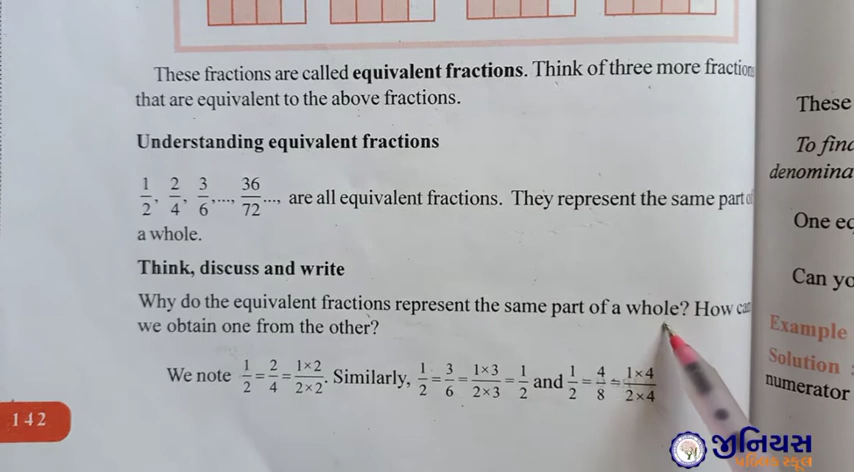 These fractions are called equivalent fractions. Think of three more fraction
that are equivalent to the above fractions.
Understanding equivalent fractions
1/2, 2/4, 3/6,..., 36/72..., are all equivalent fractions. They represent the same part of
a whole.
Think, discuss and write
Why do the equivalent fractions represent the same part of a whole? How can
we obtain one from the other?
We note 1/2 = 2/4 = 1×2/2×2. Similarly, 1/2 = 3/6 = 1×3/2×3 = 1/2 and 1/2 = 4/8 = 1×4/2×4
142
These
To find
denomina
One eq
Can yo
Example
Solution :
numerator
જીનિયસ
પબ્લિક સ્કૂલ